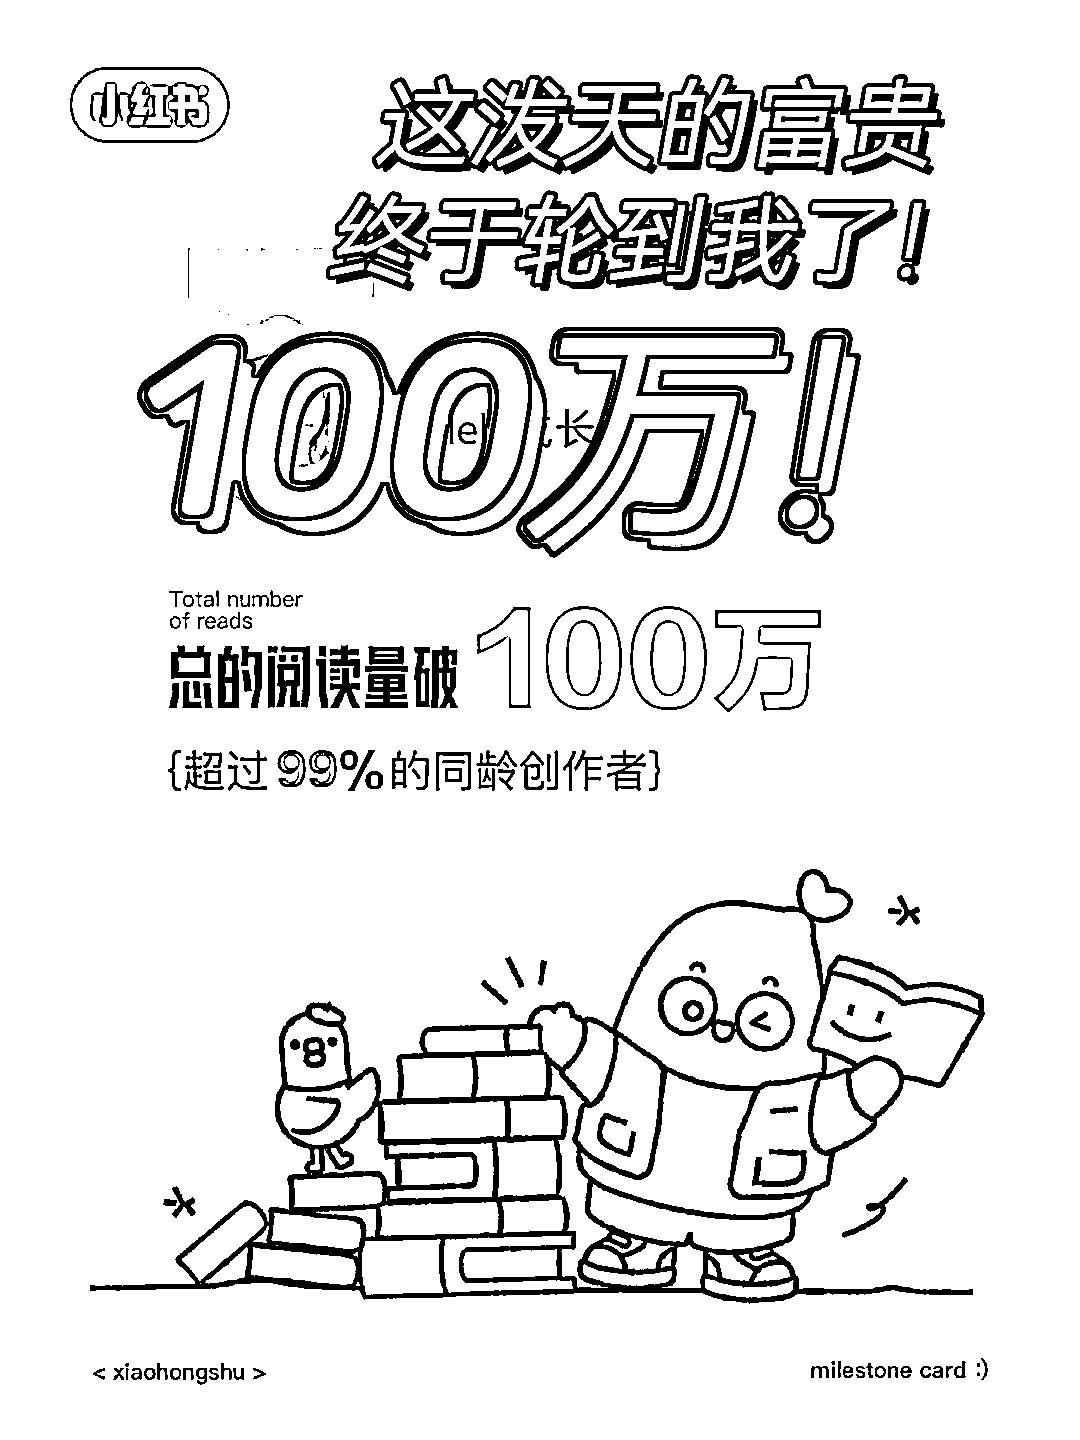 小红书
这泼天的富贵
终于轮到我了!
100万!
Total number
of reads
总的阅读量破 100万
{超过99%的同龄创作者}
< xiaohongshu >
milestone card :)